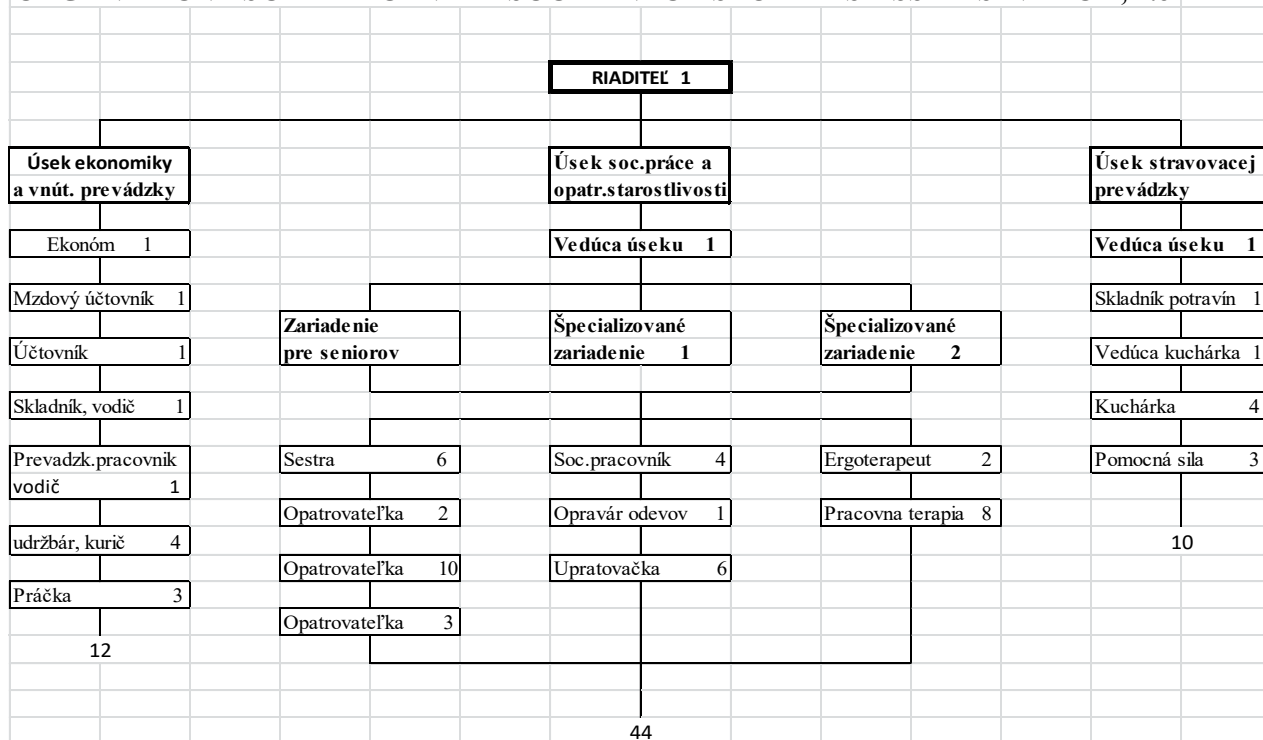 RIADITEĽ 1
Úsek ekonomiky
a vnút. prevádzky
Úsek soc.práce a
opatr.starostlivosti
Úsek stravovacej
prevádzky
Ekonóm 1
Vedúca úseku 1
Vedúca úseku 1
Mzdový účtovník 1
Skladník potravín 1
Zariadenie
pre seniorov
Špecializované
zariadenie 1
Špecializované
zariadenie 2
Účtovník 1
Vedúca kuchárka 1
Skladník, vodič 1
Kuchárka 4
Prevadzk.pracovnik
vodič 1
Sestra 6
Soc.pracovník 4
Ergoterapeut 2
Pomocná sila 3
Opatrovateľka 2
Opravár odevov 1
Pracovna terapia 8
udržbár, kurič 4
10
Opatrovateľka 10
Upratovačka 6
Práčka 3
Opatrovateľka 3
12
44